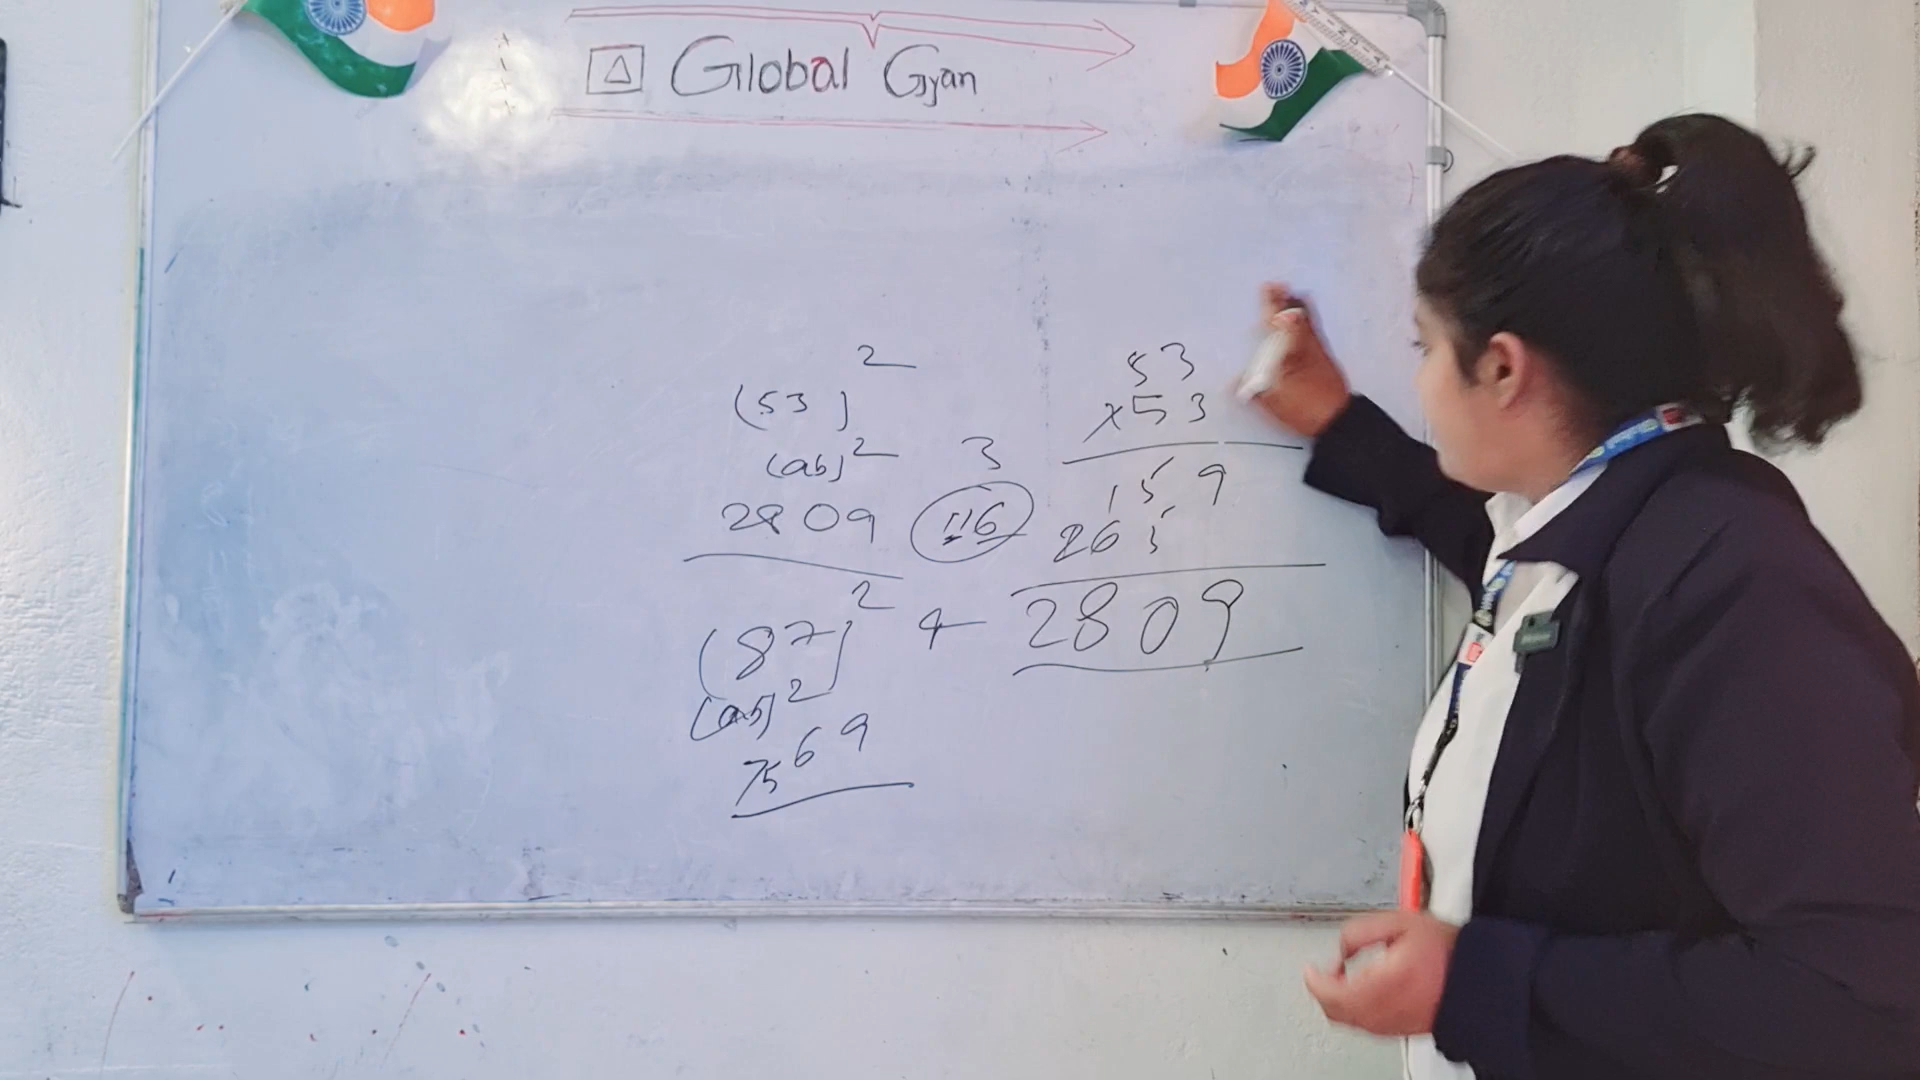 Global Gyan
(53)²
(ab)² 3
2809 116
(87)² 4
(ab)²
7569
53
x53
159
265
2809